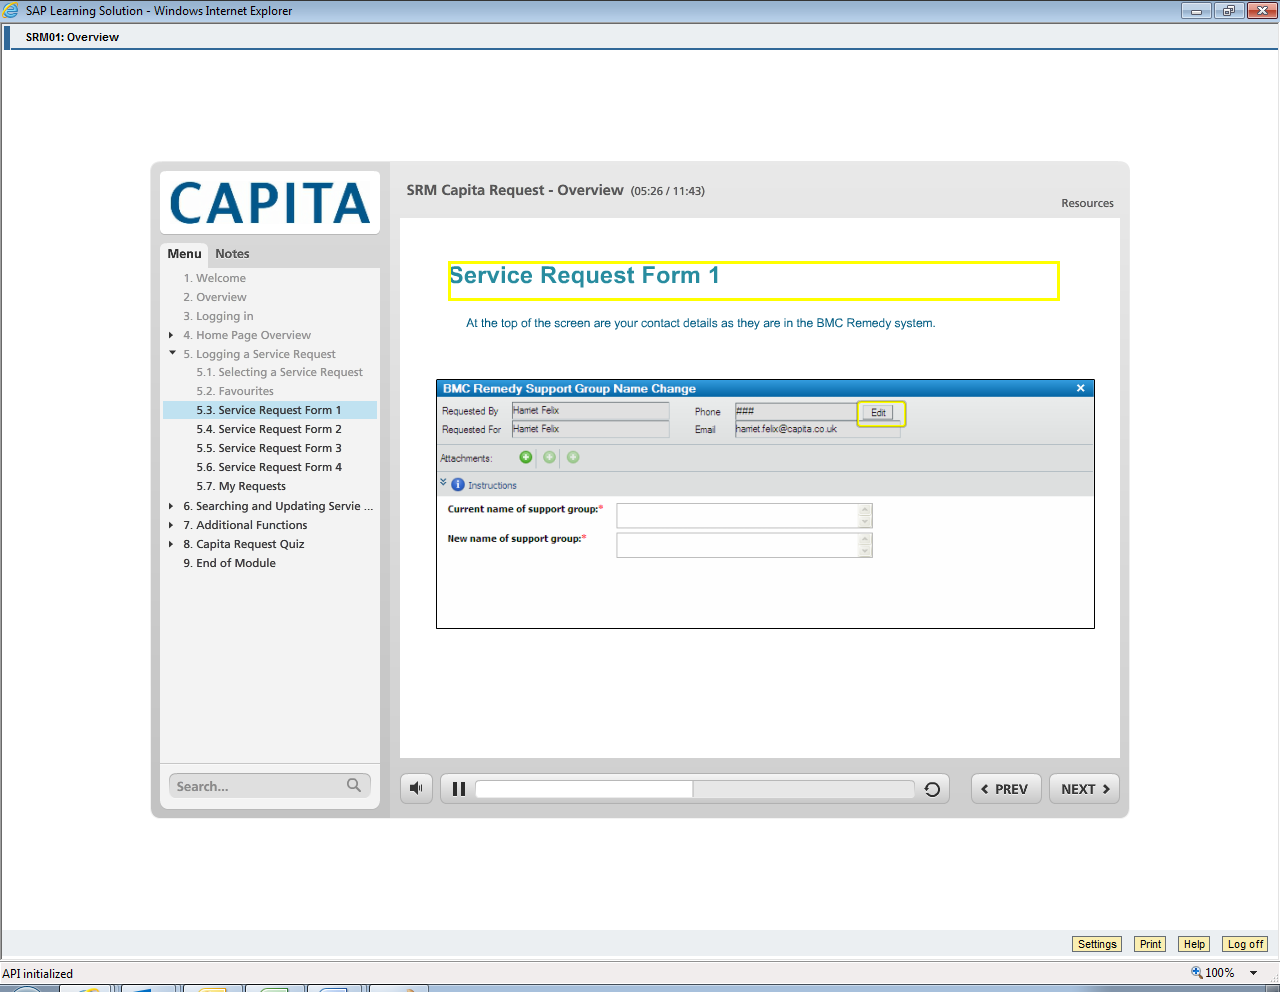 SAP Learning Solution - Windows Internet Explorer
SRM01: Overview
CAPITA
SRM Capita Request - Overview (05:26 / 11:43)
Resources
Menu Notes
1. Welcome
2. Overview
3. Logging in
4. Home Page Overview
5. Logging a Service Request
5.1. Selecting a Service Request
5.2. Favourites
5.3. Service Request Form 1
5.4. Service Request Form 2
5.5. Service Request Form 3
5.6. Service Request Form 4
5.7. My Requests
6. Searching and Updating Servie ...
7. Additional Functions
8. Capita Request Quiz
9. End of Module
Search...
Service Request Form 1
At the top of the screen are your contact details as they are in the BMC Remedy system.
BMC Remedy Support Group Name Change
Requested By Harriet Felix Phone ### Edit
Requested For Harriet Felix Email harriet.felix@capita.co.uk
Attachments:
Instructions
Current name of support group:*
New name of support group:*
PREV NEXT
Settings Print Help Log off
API initialized 100%